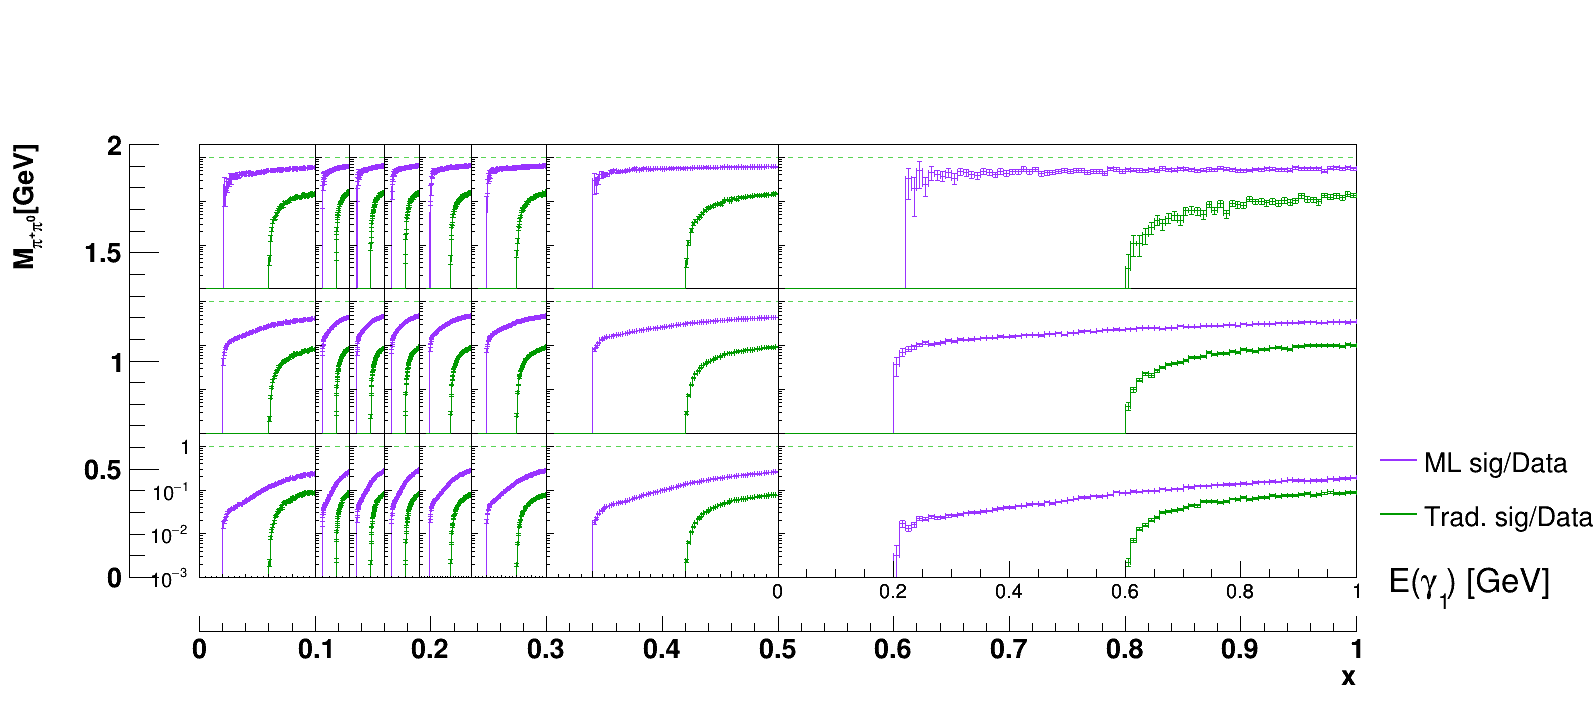 M_{π⁺π⁰}[GeV]
2
1.5
1
0.5
0
1
10⁻¹
10⁻²
10⁻³
ML sig/Data
Trad. sig/Data
0 0.2 0.4 0.6 0.8 1
E(γ₁) [GeV]
0 0.1 0.2 0.3 0.4 0.5 0.6 0.7 0.8 0.9 1
x